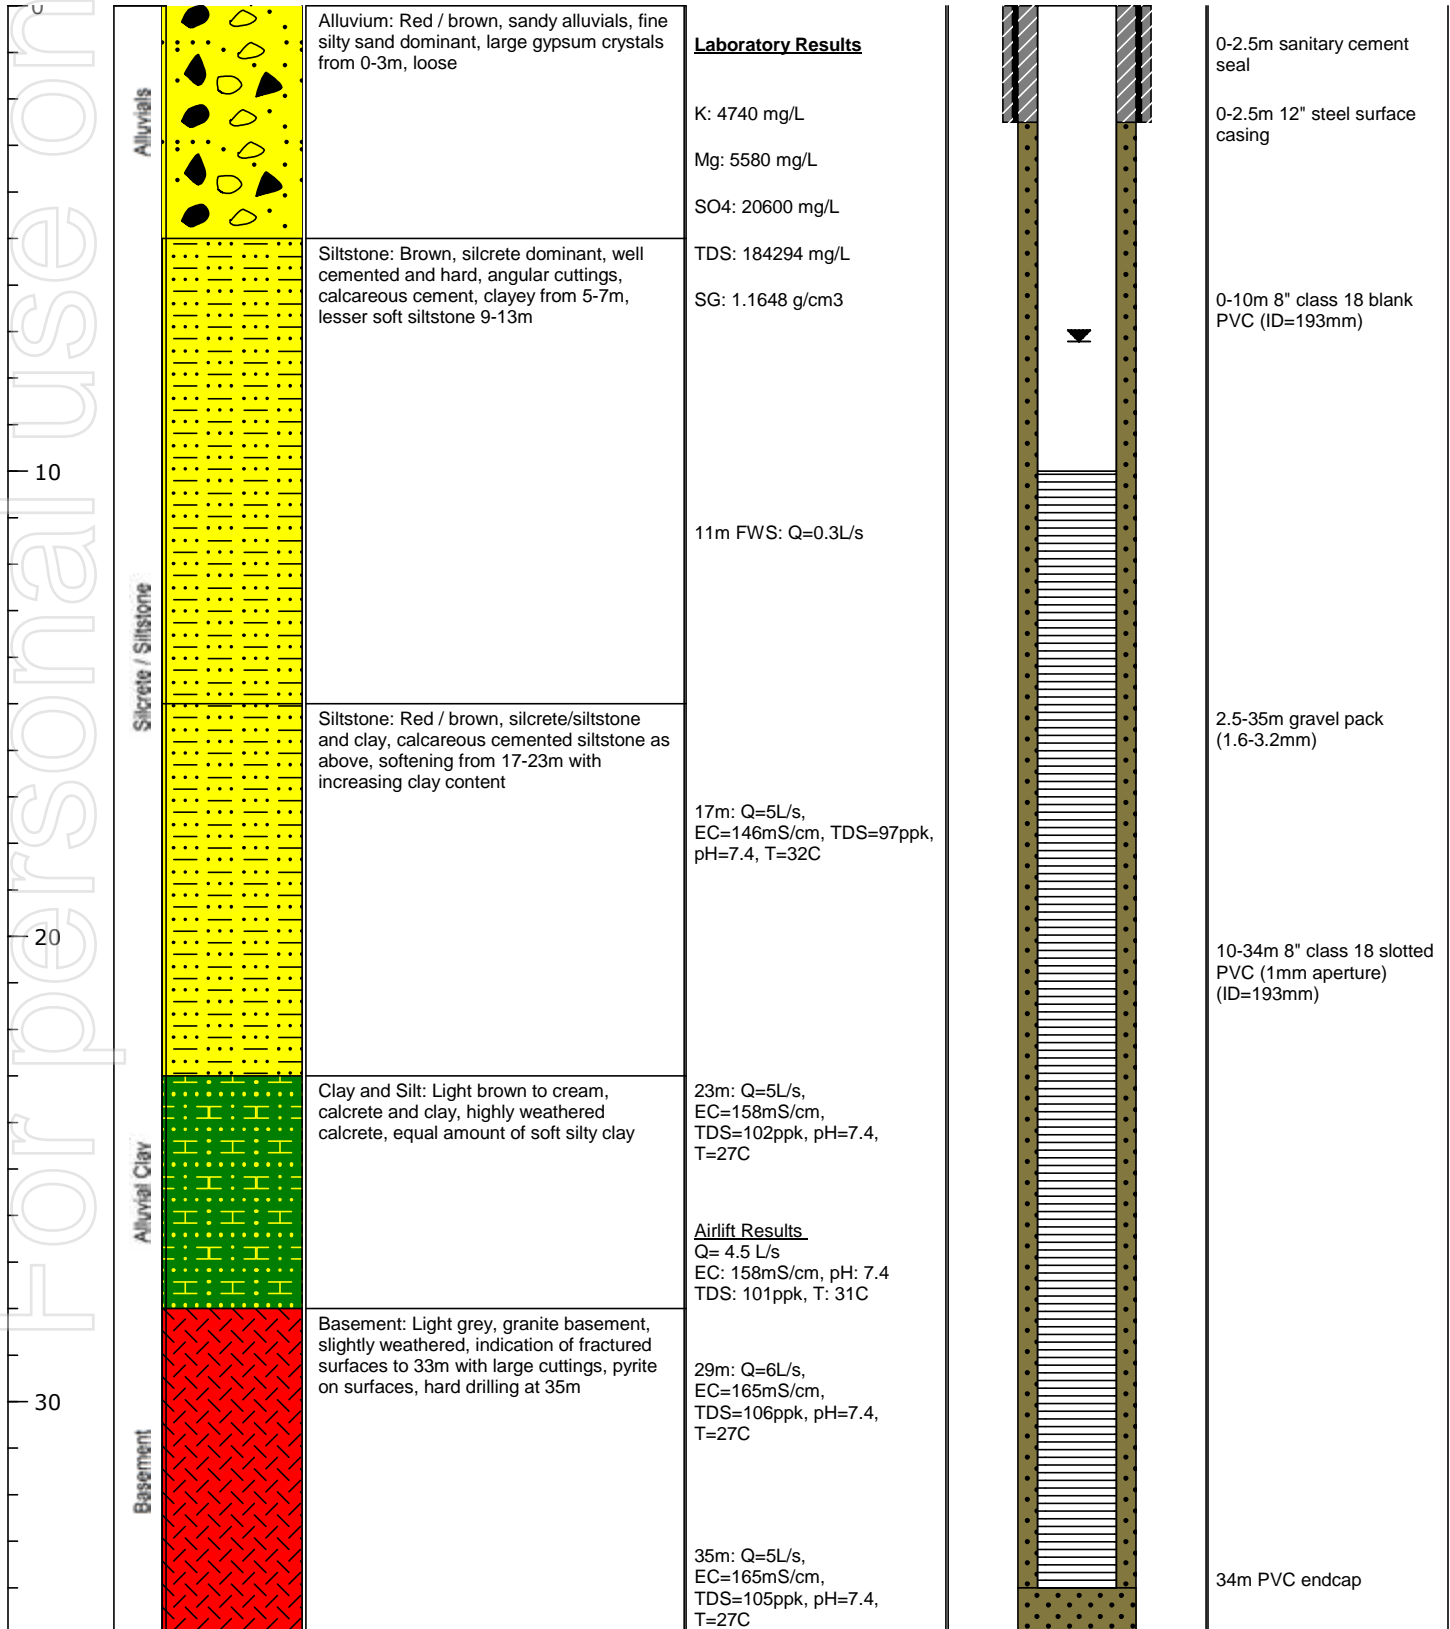 For personal use on
0
10
20
30
Alluvials
Silcrete / Siltstone
Alluvial Clay
Basement
Alluvium: Red / brown, sandy alluvials, fine
silty sand dominant, large gypsum crystals
from 0-3m, loose
Siltstone: Brown, silcrete dominant, well
cemented and hard, angular cuttings,
calcareous cement, clayey from 5-7m,
lesser soft siltstone 9-13m
Siltstone: Red / brown, silcrete/siltstone
and clay, calcareous cemented siltstone as
above, softening from 17-23m with
increasing clay content
Clay and Silt: Light brown to cream,
calcrete and clay, highly weathered
calcrete, equal amount of soft silty clay
Basement: Light grey, granite basement,
slightly weathered, indication of fractured
surfaces to 33m with large cuttings, pyrite
on surfaces, hard drilling at 35m
Laboratory Results
K: 4740 mg/L
Mg: 5580 mg/L
SO4: 20600 mg/L
TDS: 184294 mg/L
SG: 1.1648 g/cm3
11m FWS: Q=0.3L/s
17m: Q=5L/s,
EC=146mS/cm, TDS=97ppk,
pH=7.4, T=32C
23m: Q=5L/s,
EC=158mS/cm,
TDS=102ppk, pH=7.4,
T=27C
Airlift Results
Q= 4.5 L/s
EC: 158mS/cm, pH: 7.4
TDS: 101ppk, T: 31C
29m: Q=6L/s,
EC=165mS/cm,
TDS=106ppk, pH=7.4,
T=27C
35m: Q=5L/s,
EC=165mS/cm,
TDS=105ppk, pH=7.4,
T=27C
0-2.5m sanitary cement
seal
0-2.5m 12" steel surface
casing
0-10m 8" class 18 blank
PVC (ID=193mm)
2.5-35m gravel pack
(1.6-3.2mm)
10-34m 8" class 18 slotted
PVC (1mm aperture)
(ID=193mm)
34m PVC endcap